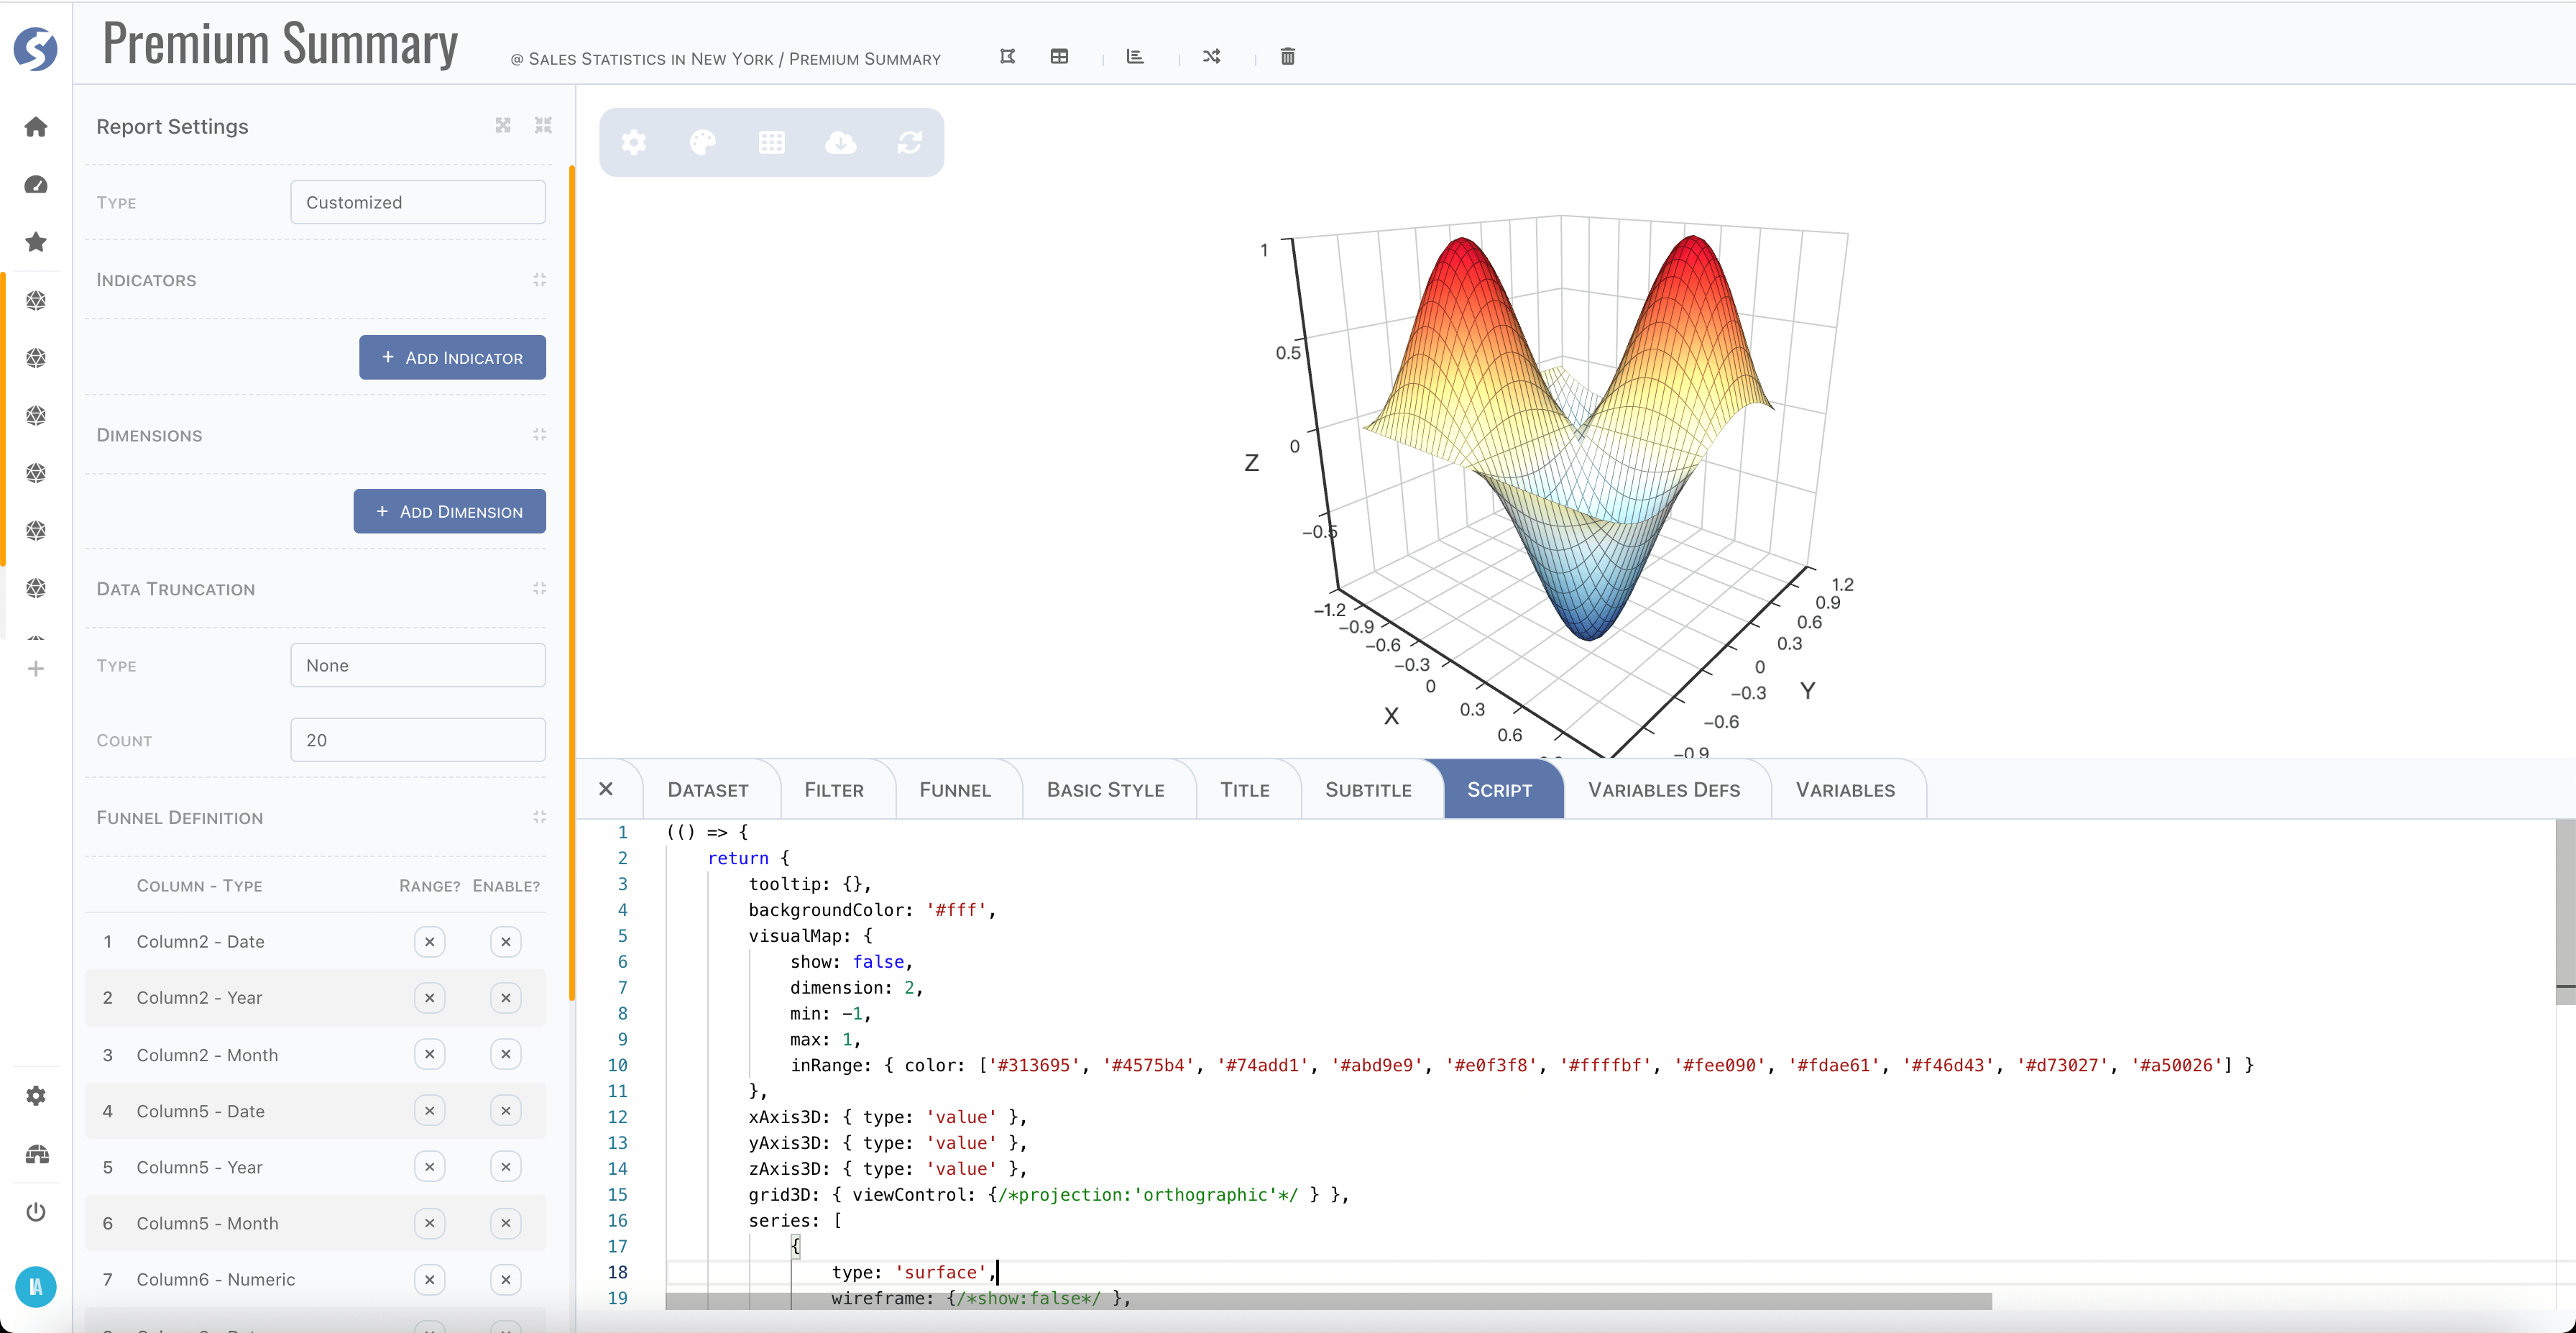 Premium Summary
@ Sales Statistics in New York / Premium Summary
Report Settings
Type
Customized
Indicators
+ Add Indicator
Dimensions
+ Add Dimension
Data Truncation
Type
None
Count
20
Funnel Definition
Column - Type Range? Enable?
1 Column2 - Date
2 Column2 - Year
3 Column2 - Month
4 Column5 - Date
5 Column5 - Year
6 Column5 - Month
7 Column6 - Numeric
IA
1
0.5
0
−0.5
Z
−1.2
−0.9
−0.6
−0.3
0
0.3
0.6
X
1.2
0.9
0.6
0.3
0
−0.3
−0.6
−0.9
Y
Dataset Filter Funnel Basic Style Title Subtitle Script Variables Defs Variables
1 (() => {
2 return {
3 tooltip: {},
4 backgroundColor: '#fff',
5 visualMap: {
6 show: false,
7 dimension: 2,
8 min: -1,
9 max: 1,
10 inRange: { color: ['#313695', '#4575b4', '#74add1', '#abd9e9', '#e0f3f8', '#ffffbf', '#fee090', '#fdae61', '#f46d43', '#d73027', '#a50026'] }
11 },
12 xAxis3D: { type: 'value' },
13 yAxis3D: { type: 'value' },
14 zAxis3D: { type: 'value' },
15 grid3D: { viewControl: {/*projection:'orthographic'*/ } },
16 series: [
17 {
18 type: 'surface',
19 wireframe: {/*show:false*/ },